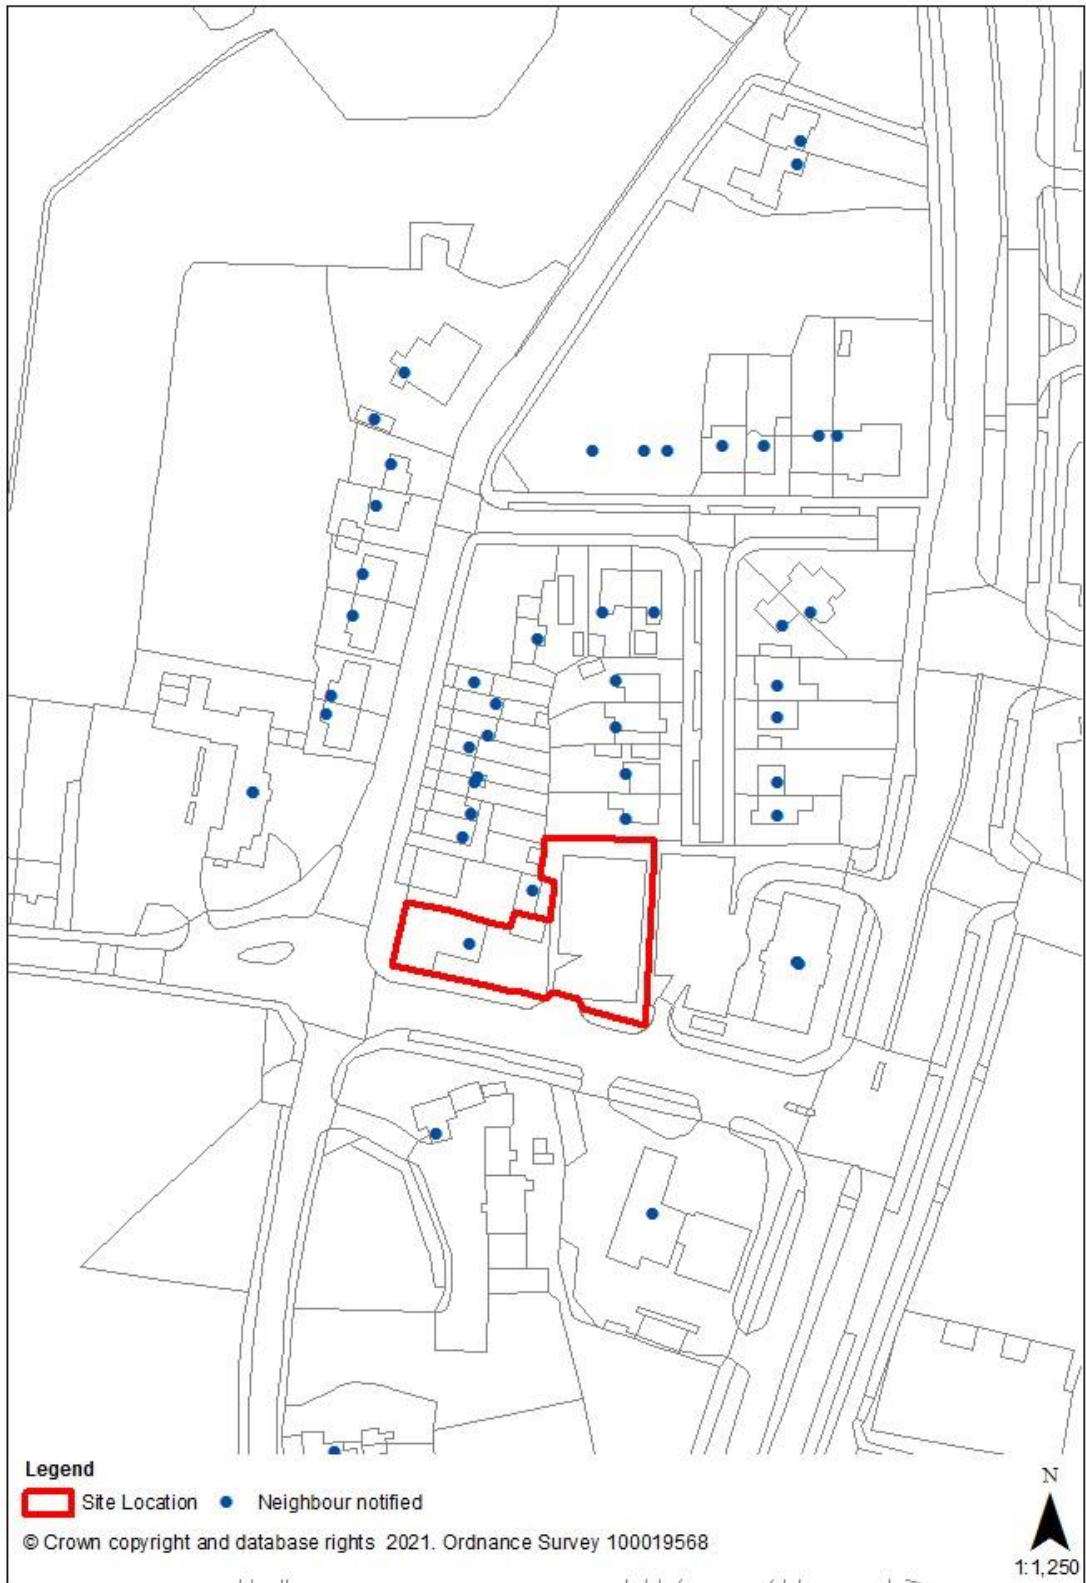 Legend
Site Location
Neighbour notified
© Crown copyright and database rights 2021. Ordnance Survey 100019568
N
1:1,250